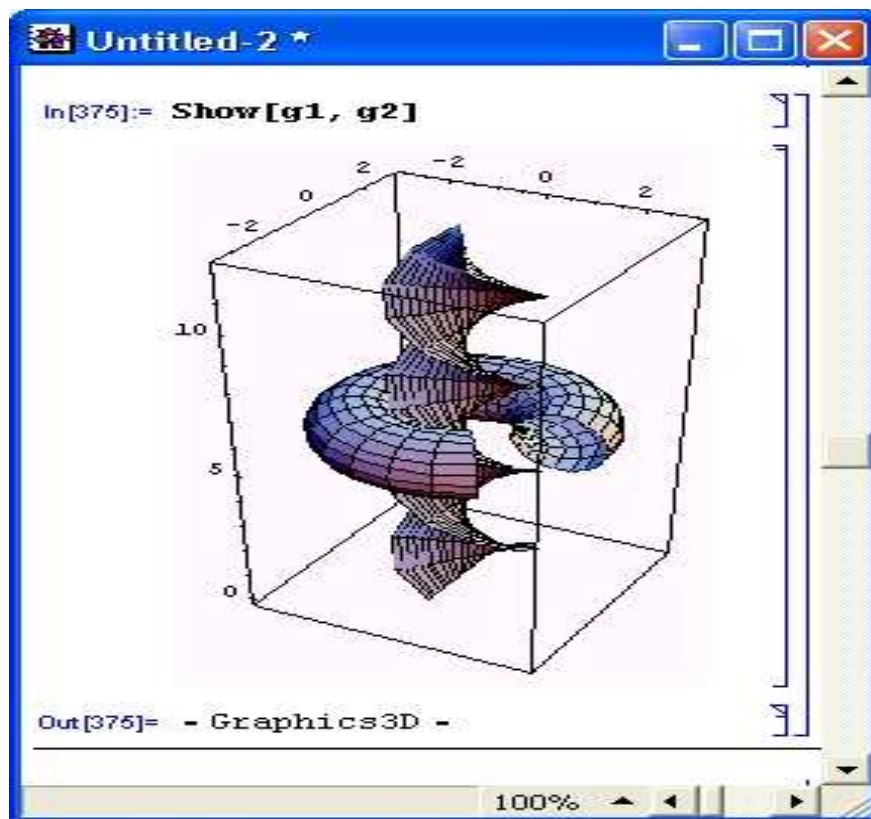 Untitled-2 *
In[375]:= Show[g1, g2]
-2 0 2
-2 0 2
10
5
0
Out[375]= - Graphics3D -
100%